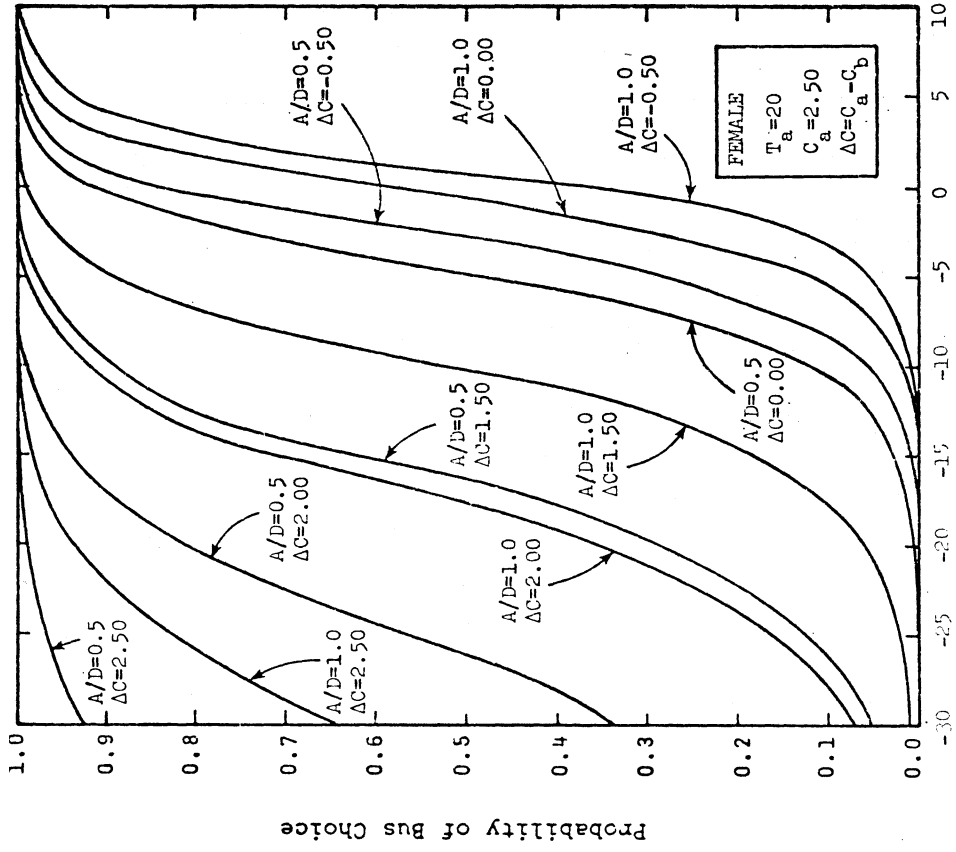 Probability of Bus Choice
1.0
0.9
0.8
0.7
0.6
0.5
0.4
0.3
0.2
0.1
0.0
-30
-25
-20
-15
-10
-5
0
5
10
A/D=0.5
ΔC=2.50
A/D=1.0
ΔC=2.50
A/D=0.5
ΔC=2.00
A/D=1.0
ΔC=2.00
A/D=0.5
ΔC=1.50
A/D=1.0
ΔC=1.50
A/D=0.5
ΔC=0.00
A/D=0.5
ΔC=-0.50
A/D=1.0
ΔC=0.00
A/D=1.0
ΔC=-0.50
FEMALE
T_a=20
C_a=2.50
ΔC=C_a-C_b